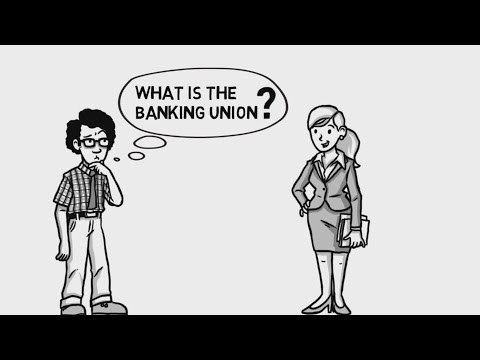 WHAT IS THE
BANKING UNION?